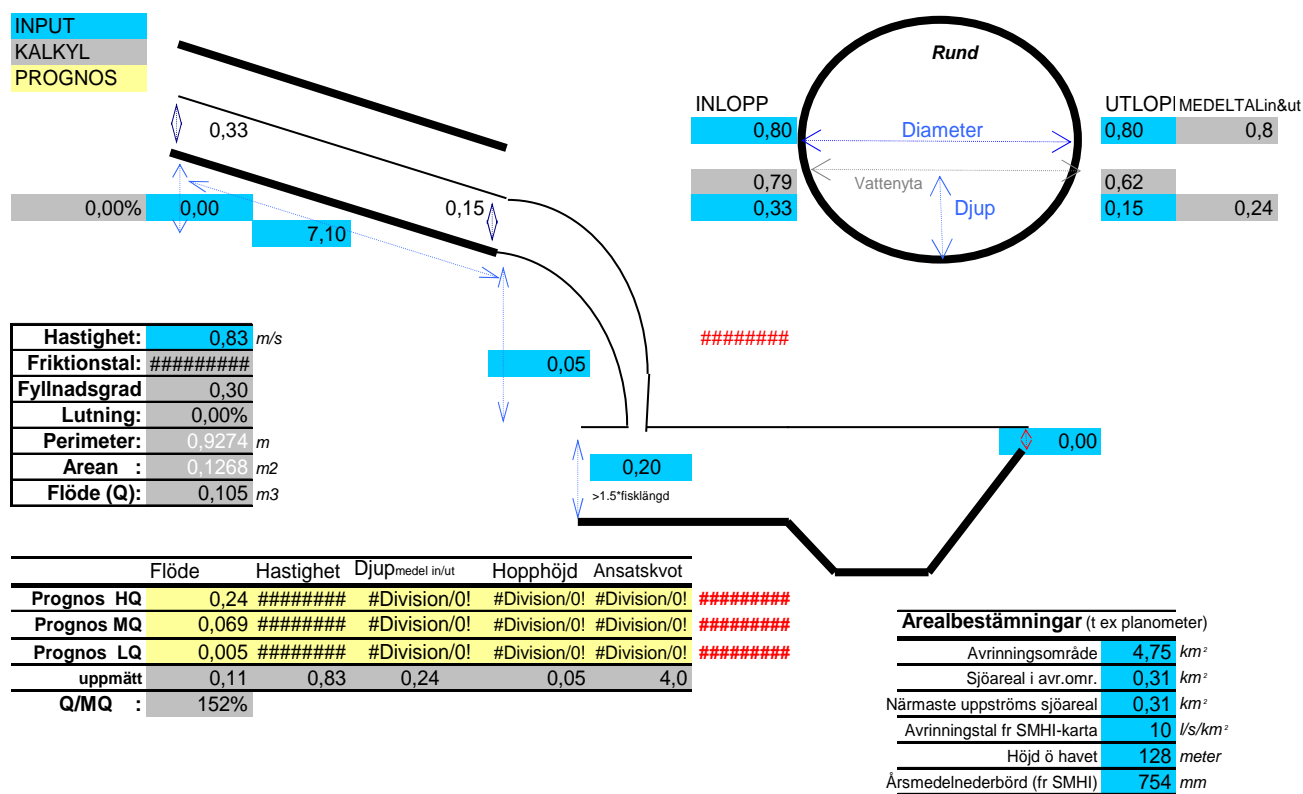 INPUT
KALKYL
PROGNOS
0,33
0,00% 0,00
7,10
0,15
Rund
INLOPP
UTLOP MEDELTALin&ut
0,80 Diameter 0,80 0,8
0,79 Vattenyta 0,62
0,33 Djup 0,15 0,24
########
Hastighet: 0,83 m/s
Friktionstal: #########
Fyllnadsgrad 0,30
Lutning: 0,00%
Perimeter: 0,9274 m
Arean : 0,1268 m2
Flöde (Q): 0,105 m3
0,05
0,00
0,20
>1.5*fisklängd
Flöde Hastighet Djup medel in/ut Hopphöjd Ansatskvot
Prognos HQ 0,24 ######## #Division/0! #Division/0! #Division/0! #########
Prognos MQ 0,069 ######## #Division/0! #Division/0! #Division/0! #########
Prognos LQ 0,005 ######## #Division/0! #Division/0! #Division/0! #########
uppmätt 0,11 0,83 0,24 0,05 4,0
Q/MQ : 152%
Arealbestämningar (t ex planometer)
Avrinningsområde 4,75 km²
Sjöareal i avr.omr. 0,31 km²
Närmaste uppströms sjöareal 0,31 km²
Avrinningstal fr SMHI-karta 10 l/s/km²
Höjd ö havet 128 meter
Årsmedelnederbörd (fr SMHI) 754 mm